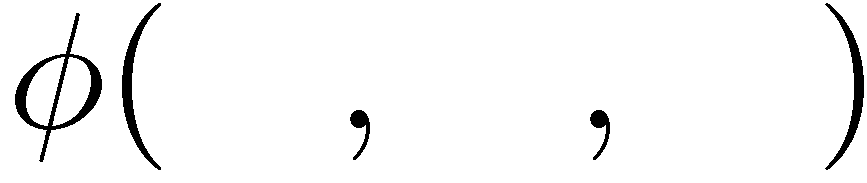 ϕ( , , )